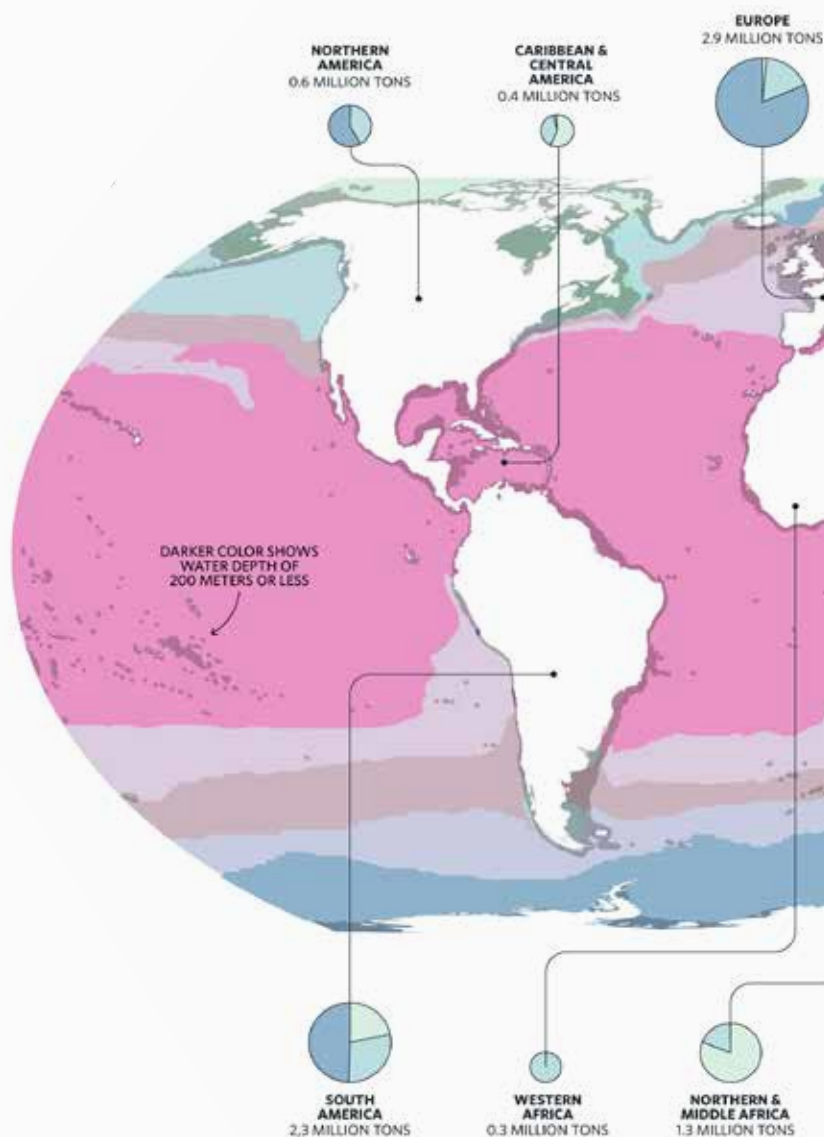 EUROPE
2.9 MILLION TONS
NORTHERN
AMERICA
0.6 MILLION TONS
CARIBBEAN &
CENTRAL
AMERICA
0.4 MILLION TONS
DARKER COLOR SHOWS
WATER DEPTH OF
200 METERS OR LESS
SOUTH
AMERICA
2.3 MILLION TONS
WESTERN
AFRICA
0.3 MILLION TONS
NORTHERN &
MIDDLE AFRICA
1.3 MILLION TONS